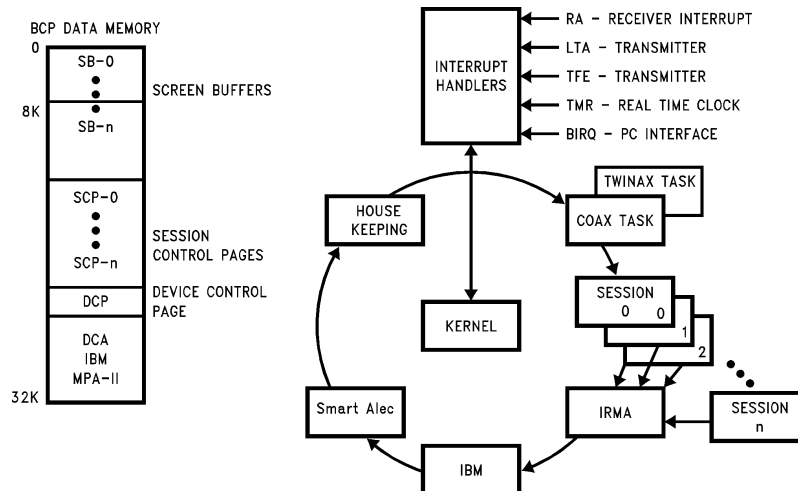 BCP DATA MEMORY
0
SB-0
SCREEN BUFFERS
8K
SB-n
SCP-0
SESSION
CONTROL PAGES
SCP-n
DCP
DEVICE CONTROL
PAGE
DCA
IBM
MPA-II
32K
INTERRUPT
HANDLERS
RA - RECEIVER INTERRUPT
LTA - TRANSMITTER
TFE - TRANSMITTER
TMR - REAL TIME CLOCK
BIRQ - PC INTERFACE
TWINAX TASK
COAX TASK
HOUSE
KEEPING
KERNEL
SESSION
0
0
1
2
SESSION
n
IRMA
IBM
Smart Alec